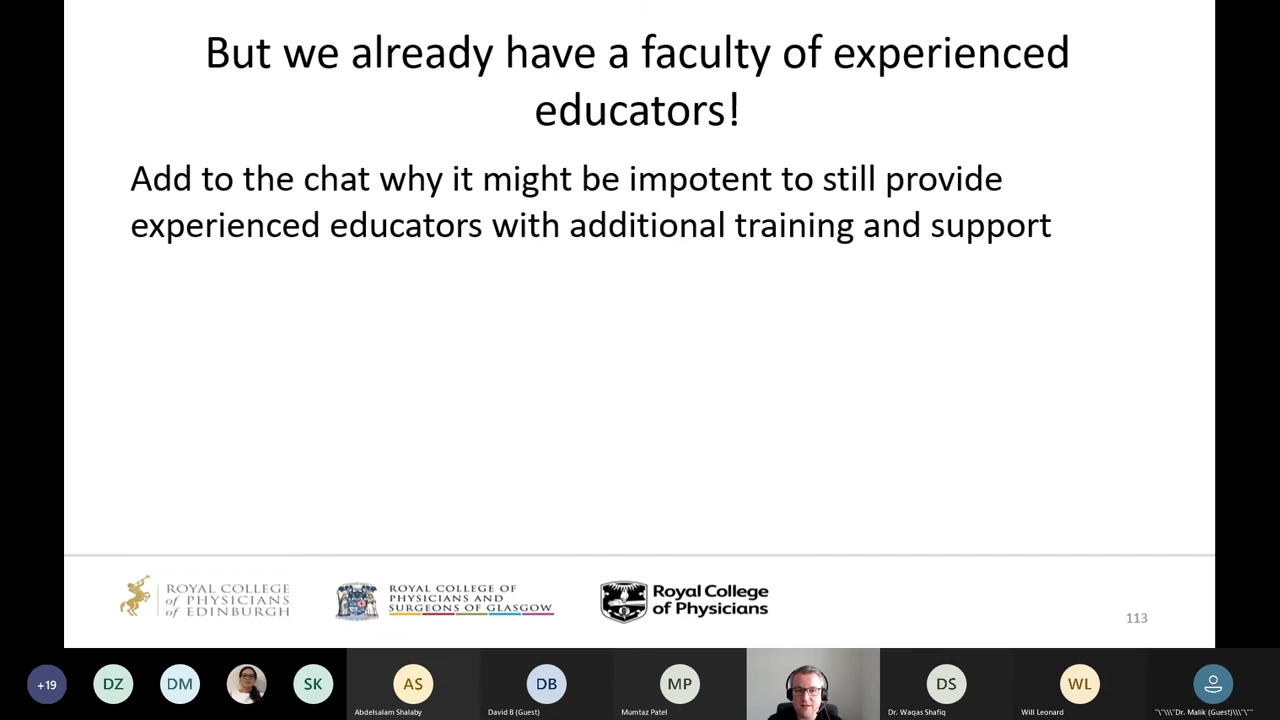 But we already have a faculty of experienced
educators!
Add to the chat why it might be impotent to still provide
experienced educators with additional training and support
ROYAL COLLEGE
of PHYSICIANS
of EDINBURGH
ROYAL COLLEGE OF
PHYSICIANS AND
SURGEONS OF GLASGOW
Royal College
of Physicians
113
+19
DZ
DM
SK
AS
DB
MP
DS
WL
Abdelsalam Shalaby
David B (Guest)
Mumtaz Patel
Dr. Waqas Shafiq
Will Leonard
"\"\\\"Dr. Malik (Guest)\\\"\""